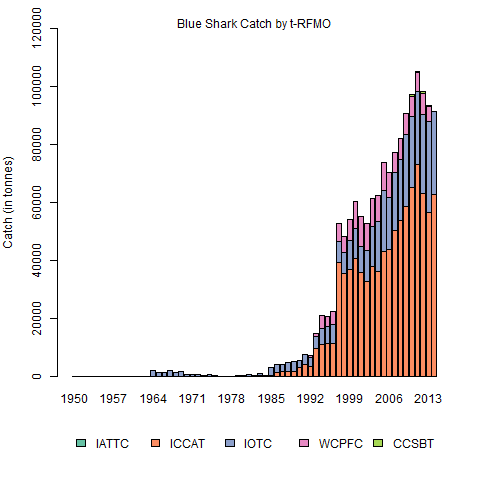 Blue Shark Catch by t-RFMO
Catch (in tonnes)
120000
100000
80000
60000
40000
20000
0
1950 1957 1964 1971 1978 1985 1992 1999 2006 2013
IATTC ICCAT IOTC WCPFC CCSBT